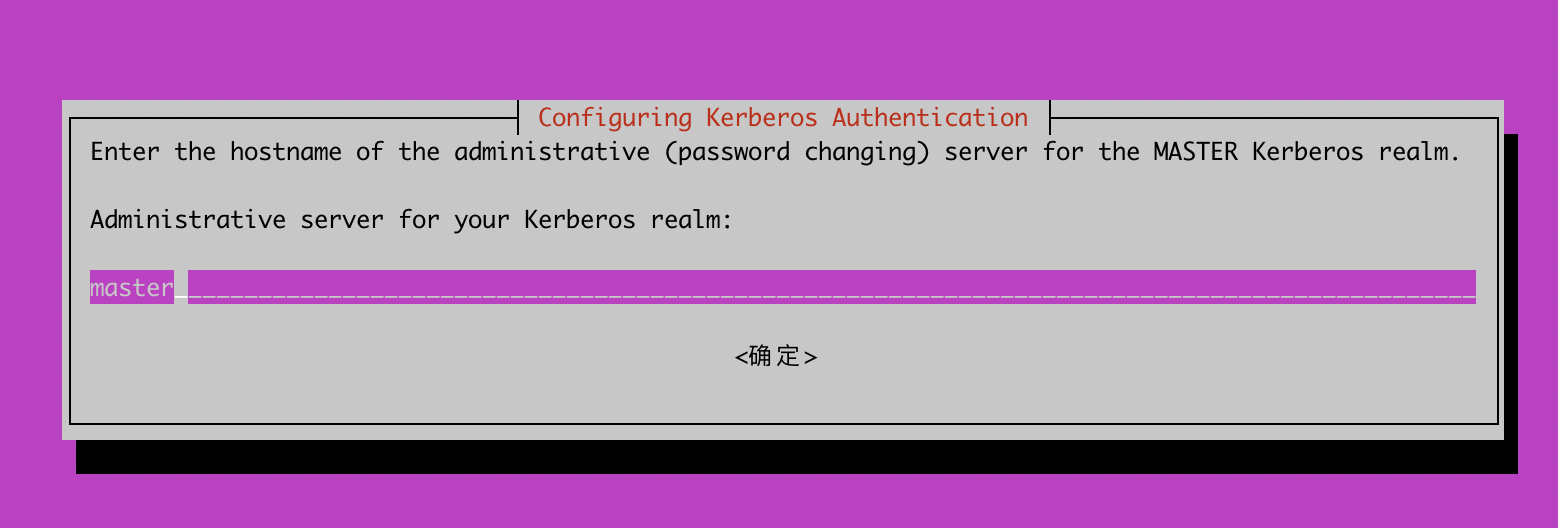 Configuring Kerberos Authentication
Enter the hostname of the administrative (password changing) server for the MASTER Kerberos realm.
Administrative server for your Kerberos realm:
master
<确定>